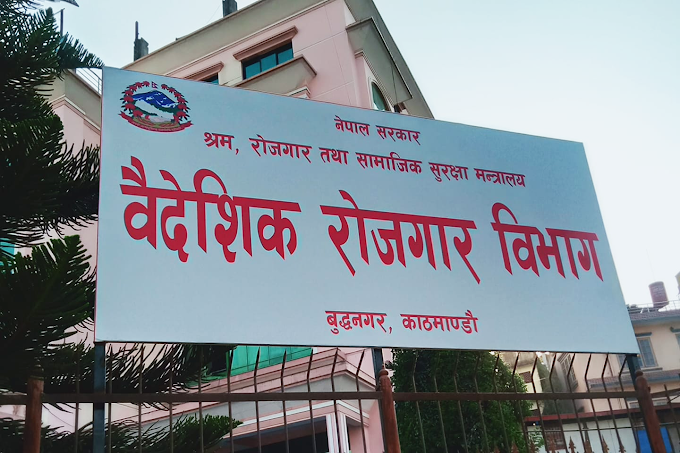 नेपाल सरकार
श्रम, रोजगार तथा सामाजिक सुरक्षा मन्त्रालय
वैदेशिक रोजगार विभाग
बुद्धनगर, काठमाण्डौ